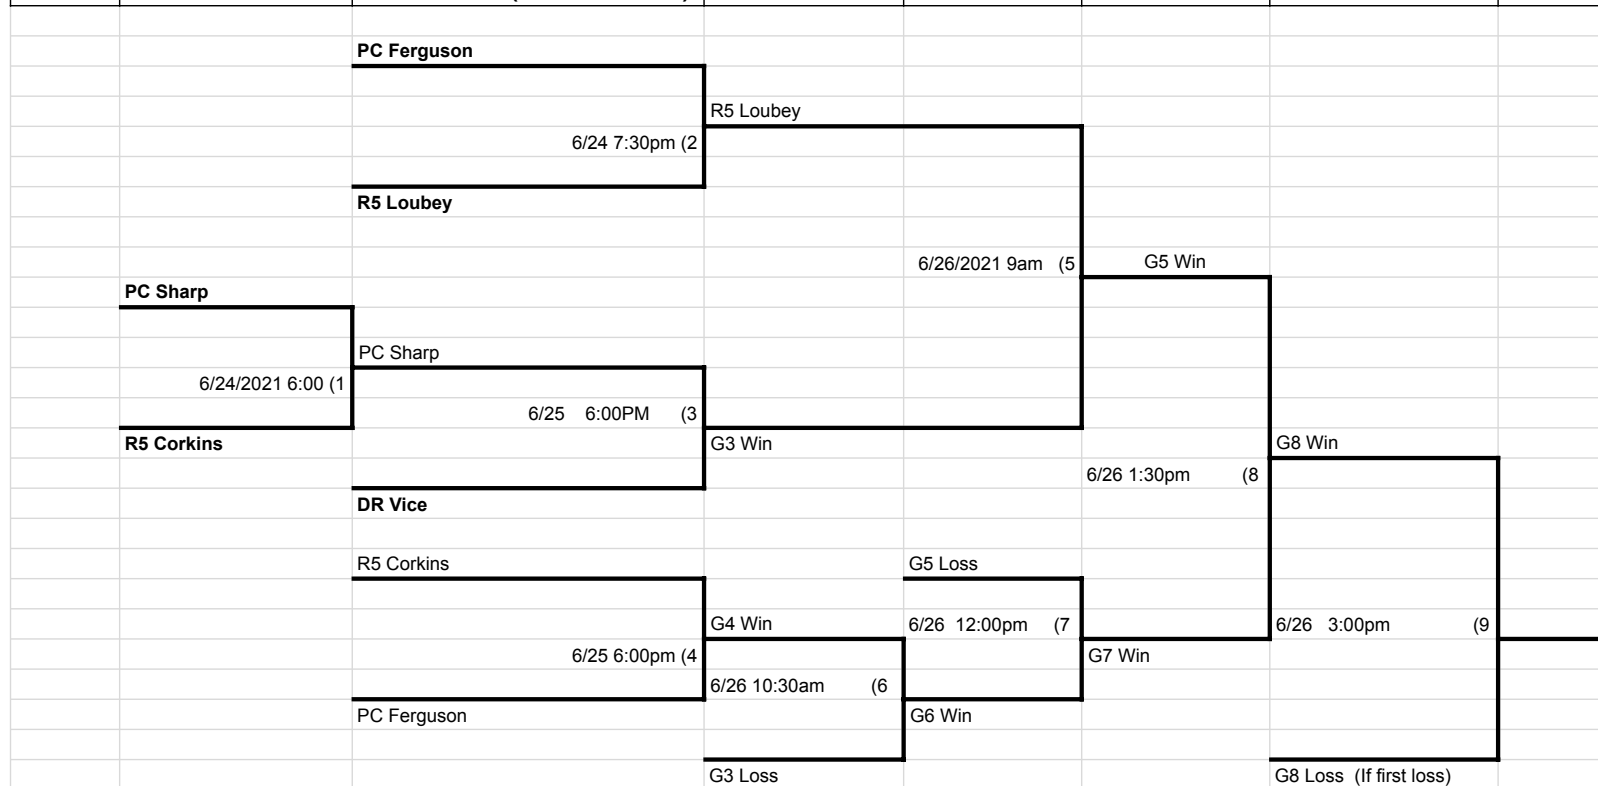 PC Ferguson
R5 Loubey
6/24 7:30pm (2
R5 Loubey
6/26/2021 9am (5
G5 Win
PC Sharp
PC Sharp
6/24/2021 6:00 (1
6/25 6:00PM (3
R5 Corkins
G3 Win
G8 Win
6/26 1:30pm (8
DR Vice
R5 Corkins
G5 Loss
G4 Win
6/26 12:00pm (7
6/26 3:00pm (9
6/25 6:00pm (4
G7 Win
6/26 10:30am (6
PC Ferguson
G6 Win
G3 Loss
G8 Loss (If first loss)